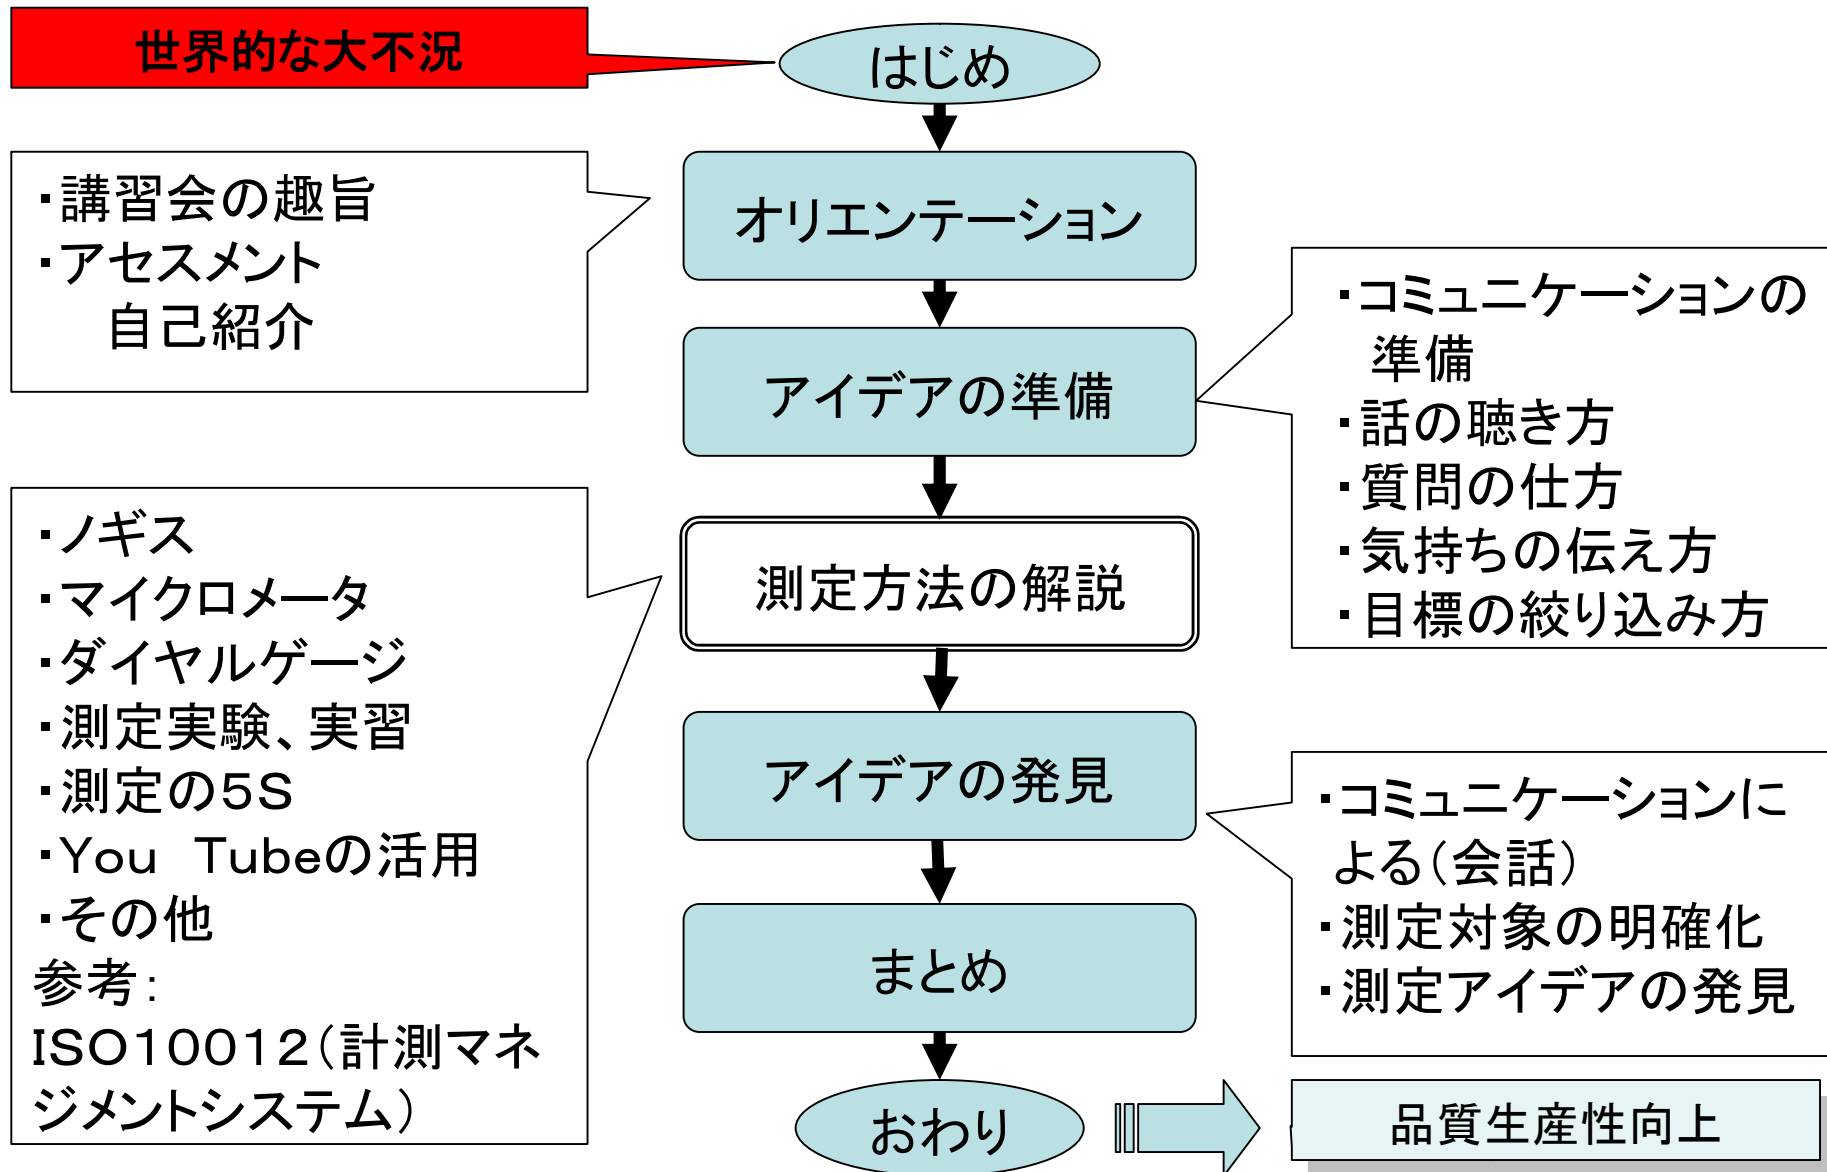 世界的な大不況
はじめ
・講習会の趣旨
・アセスメント
自己紹介
オリエンテーション
アイデアの準備
・コミュニケーションの
準備
・話の聴き方
・質問の仕方
・気持ちの伝え方
・目標の絞り込み方
・ノギス
・マイクロメータ
・ダイヤルゲージ
・測定実験、実習
・測定の5S
・You Tubeの活用
・その他
参考:
ISO10012(計測マネ
ジメントシステム)
測定方法の解説
アイデアの発見
・コミュニケーションに
よる(会話)
・測定対象の明確化
・測定アイデアの発見
まとめ
おわり
品質生産性向上